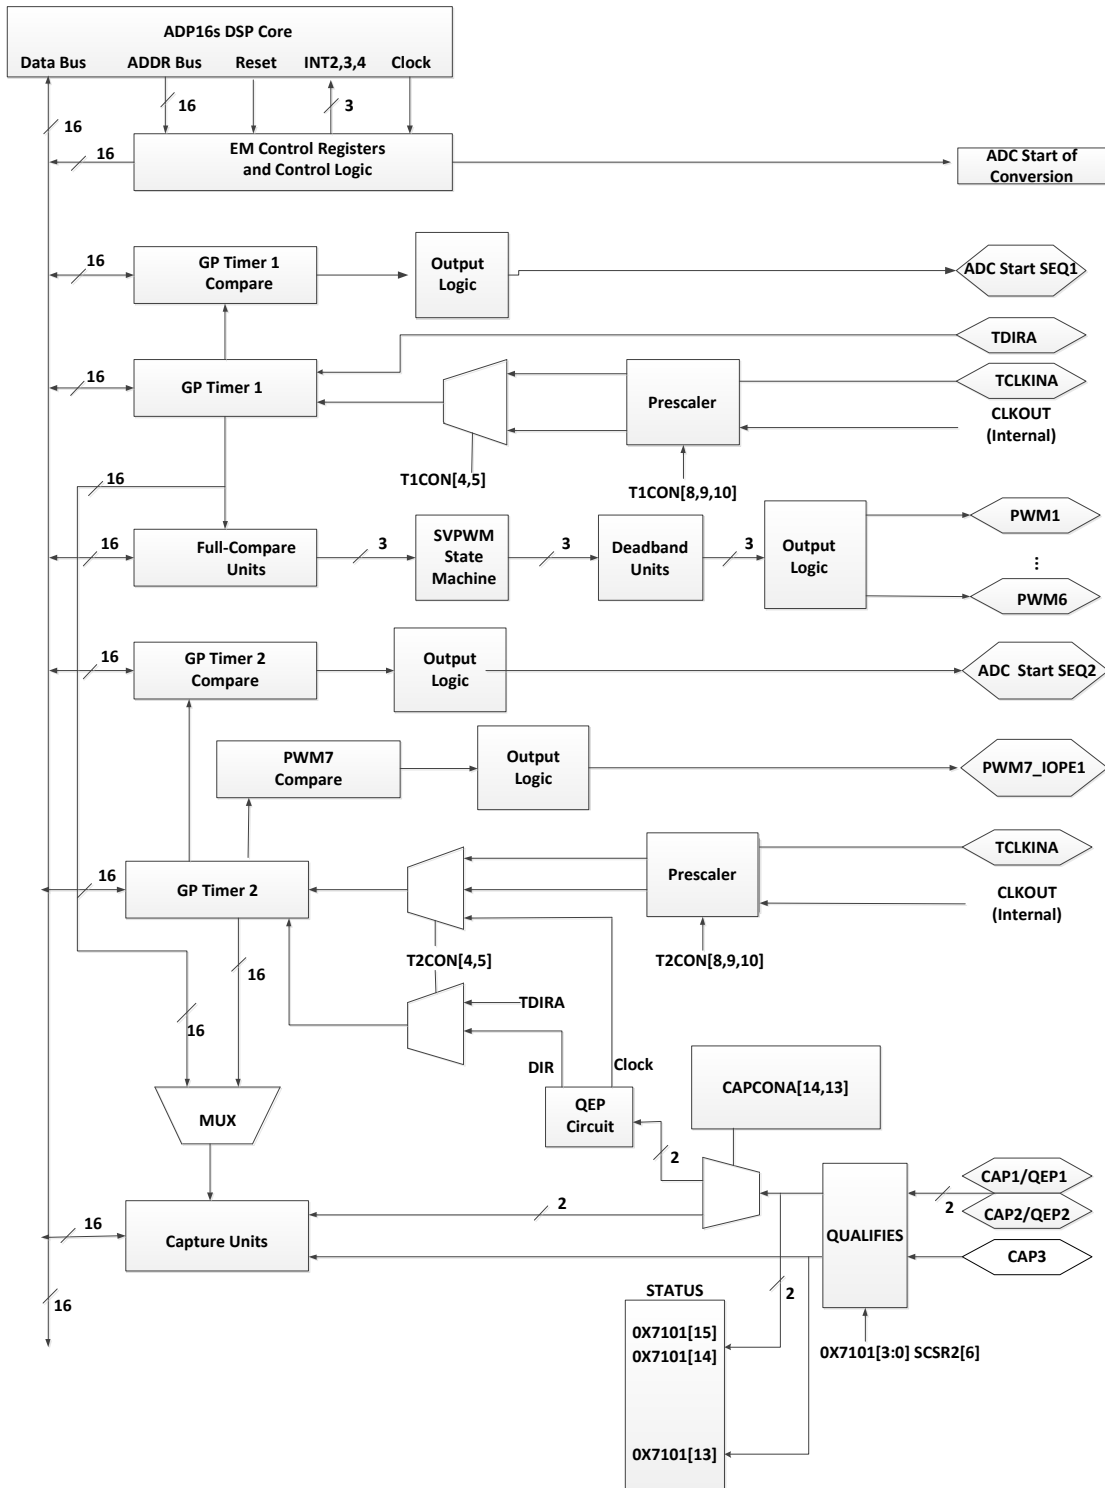 ADP16s DSP Core
Data Bus ADDR Bus Reset INT2,3,4 Clock
16
3
16
16
EM Control Registers
and Control Logic
ADC Start of
Conversion
16
GP Timer 1
Compare
Output
Logic
ADC Start SEQ1
TDIRA
16
GP Timer 1
Prescaler
TCLKINA
CLKOUT
(Internal)
T1CON[4,5]
T1CON[8,9,10]
16
16
Full-Compare
Units
3
SVPWM
State
Machine
3
Deadband
Units
3
Output
Logic
PWM1
...
PWM6
16
GP Timer 2
Compare
Output
Logic
ADC Start SEQ2
PWM7
Compare
Output
Logic
PWM7_IOPE1
16
GP Timer 2
Prescaler
TCLKINA
CLKOUT
(Internal)
T2CON[4,5]
T2CON[8,9,10]
16
16
TDIRA
DIR
Clock
CAPCONA[14,13]
MUX
QEP
Circuit
2
CAP1/QEP1
2
CAP2/QEP2
16
Capture Units
2
QUALIFIES
CAP3
16
2
STATUS
0X7101[15]
0X7101[14]
0X7101[3:0] SCSR2[6]
0X7101[13]